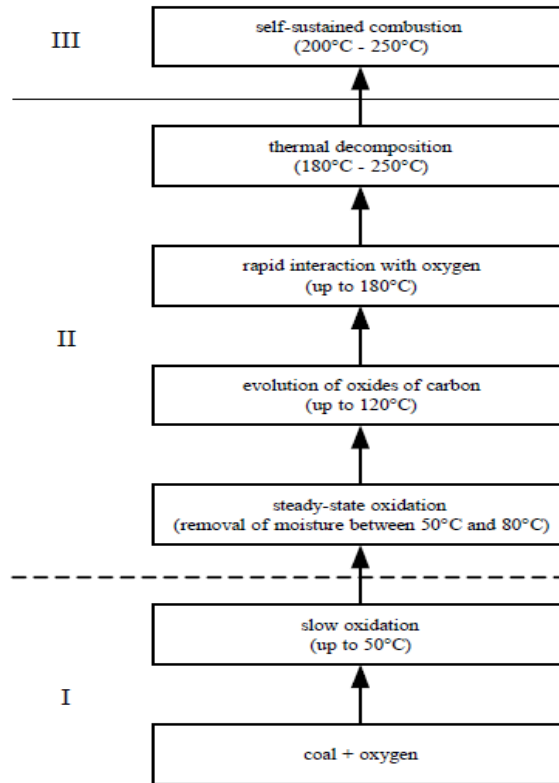 III
self-sustained combustion
(200°C - 250°C)
thermal decomposition
(180°C - 250°C)
rapid interaction with oxygen
(up to 180°C)
II
evolution of oxides of carbon
(up to 120°C)
steady-state oxidation
(removal of moisture between 50°C and 80°C)
slow oxidation
(up to 50°C)
I
coal + oxygen